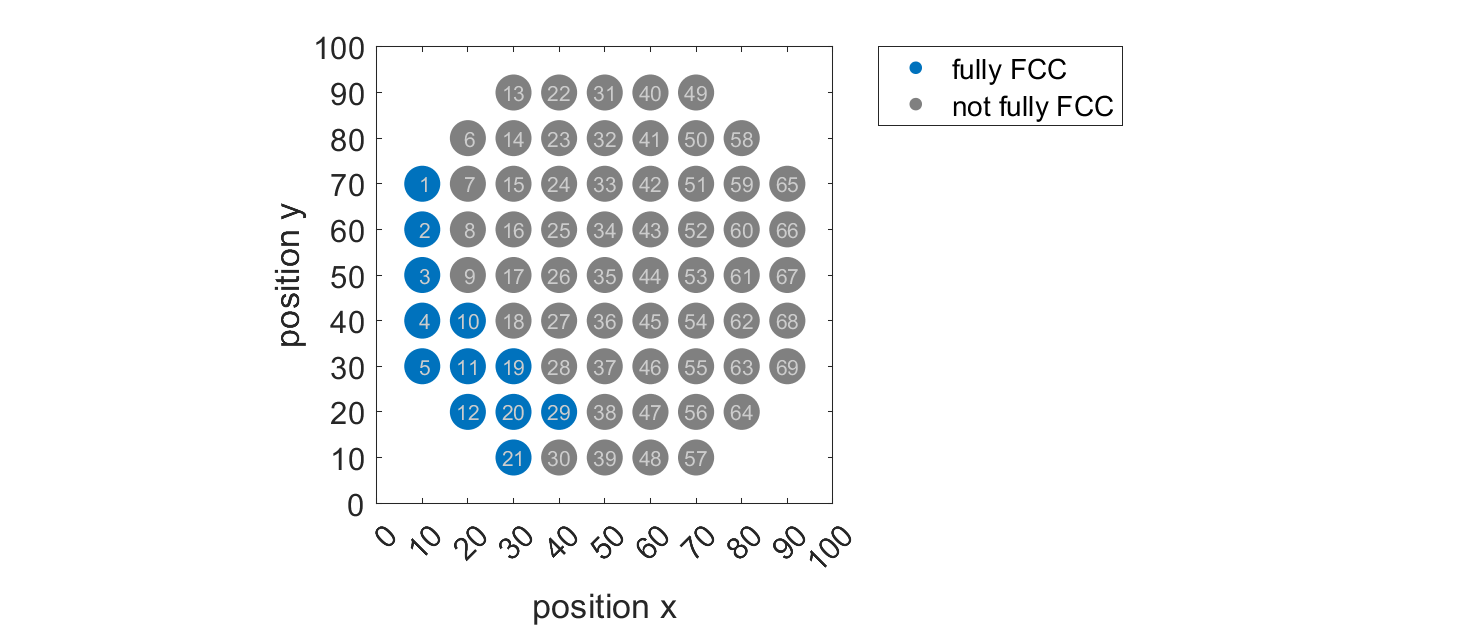 100
fully FCC
90 13 22 31 40 49
not fully FCC
80 6 14 23 32 41 50 58
70 1 7 15 24 33 42 51 59 65
60 2 8 16 25 34 43 52 60 66
50 3 9 17 26 35 44 53 61 67
40 4 10 18 27 36 45 54 62 68
30 5 11 19 28 37 46 55 63 69
20 12 20 29 38 47 56 64
10 21 30 39 48 57
0
position y
0 10 20 30 40 50 60 70 80 90 100
position x